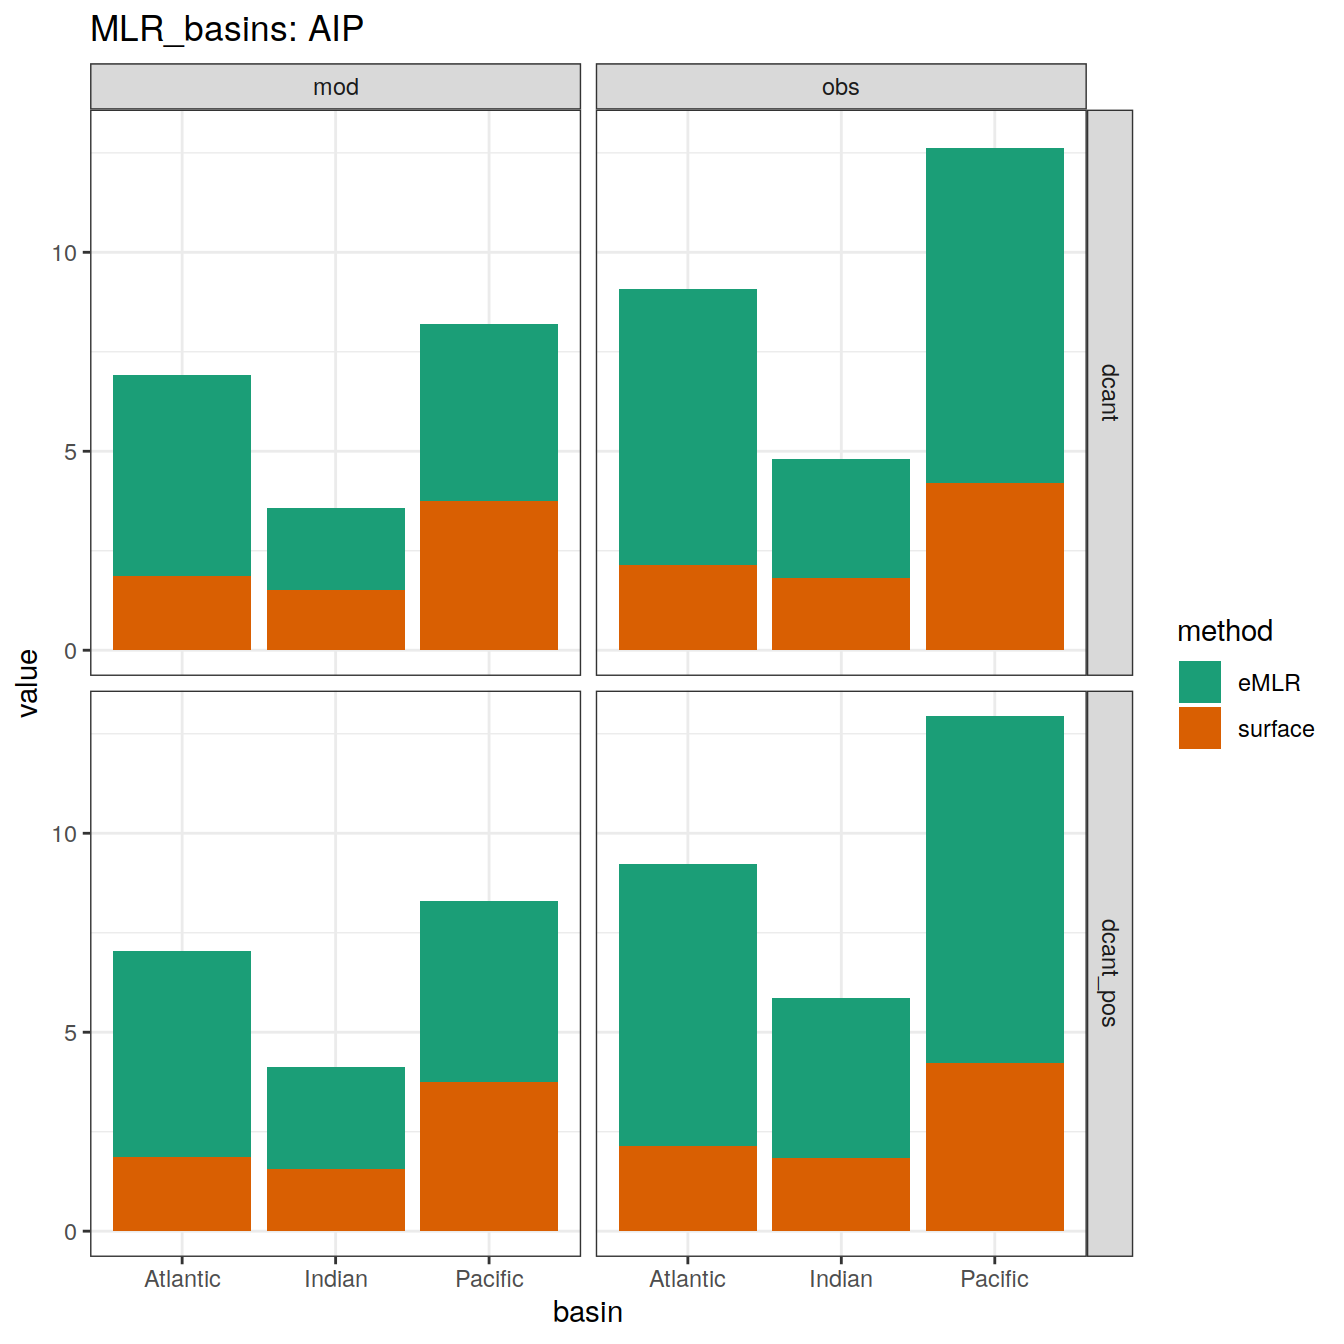 MLR_basins: AIP
mod
obs
10
5
0
dcant
10
5
0
dcant_pos
value
Atlantic
Indian
Pacific
Atlantic
Indian
Pacific
basin
method
eMLR
surface